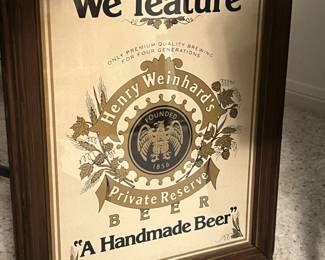 We feature
ONLY PREMIUM QUALITY BREWING
FOR FOUR GENERATIONS
Henry Weinhard's
FOUNDED
1856
Private Reserve
BEER
"A Handmade Beer"